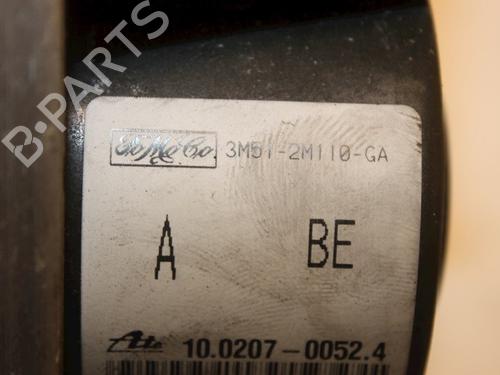 B-PARTS
FoMoCo. 3M51-2M110-GA
A BE
Ate 10.0207-0052.4